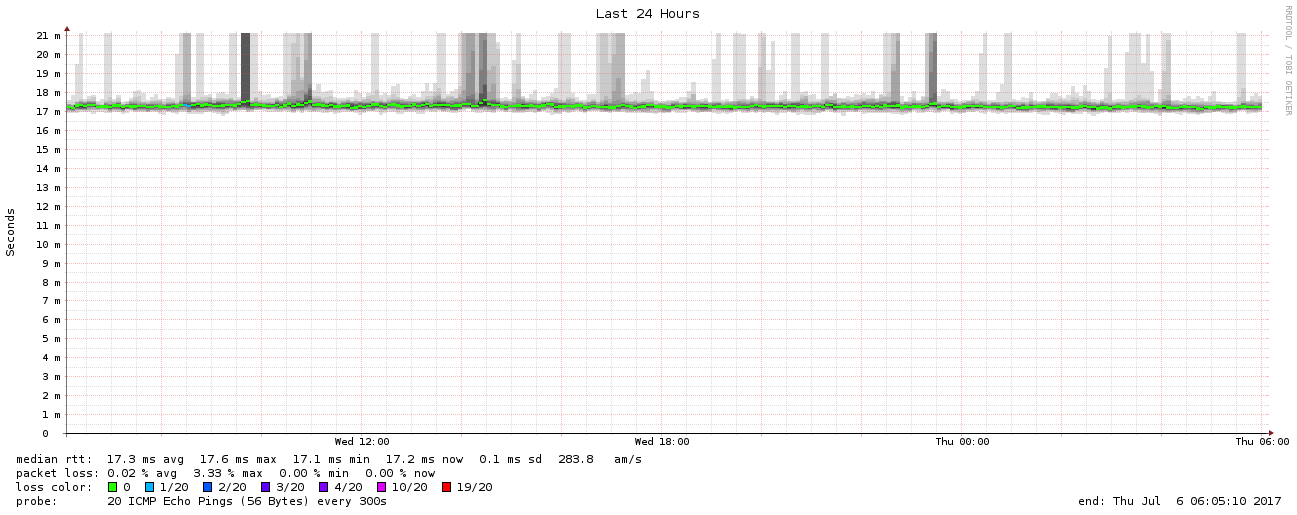 Last 24 Hours
RRDTOOL / TOBI OETIKER
21 m
20 m
19 m
18 m
17 m
16 m
15 m
14 m
13 m
12 m
11 m
10 m
9 m
8 m
7 m
6 m
5 m
4 m
3 m
2 m
1 m
0
Seconds
Wed 12:00 Wed 18:00 Thu 00:00 Thu 06:00
median rtt: 17.3 ms avg 17.6 ms max 17.1 ms min 17.2 ms now 0.1 ms sd 283.8 am/s
packet loss: 0.02 % avg 3.33 % max 0.00 % min 0.00 % now
loss color: 0 1/20 2/20 3/20 4/20 10/20 19/20
probe: 20 ICMP Echo Pings (56 Bytes) every 300s end: Thu Jul 6 06:05:10 2017